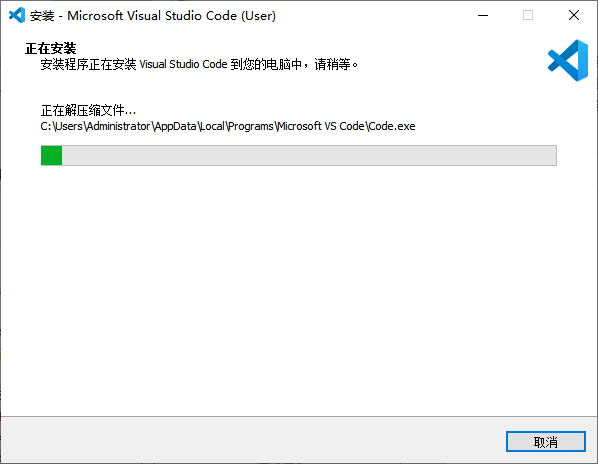 安装 - Microsoft Visual Studio Code (User)
正在安装
安装程序正在安装 Visual Studio Code 到您的电脑中，请稍等。
正在解压缩文件...
C:\Users\Administrator\AppData\Local\Programs\Microsoft VS Code\Code.exe
取消